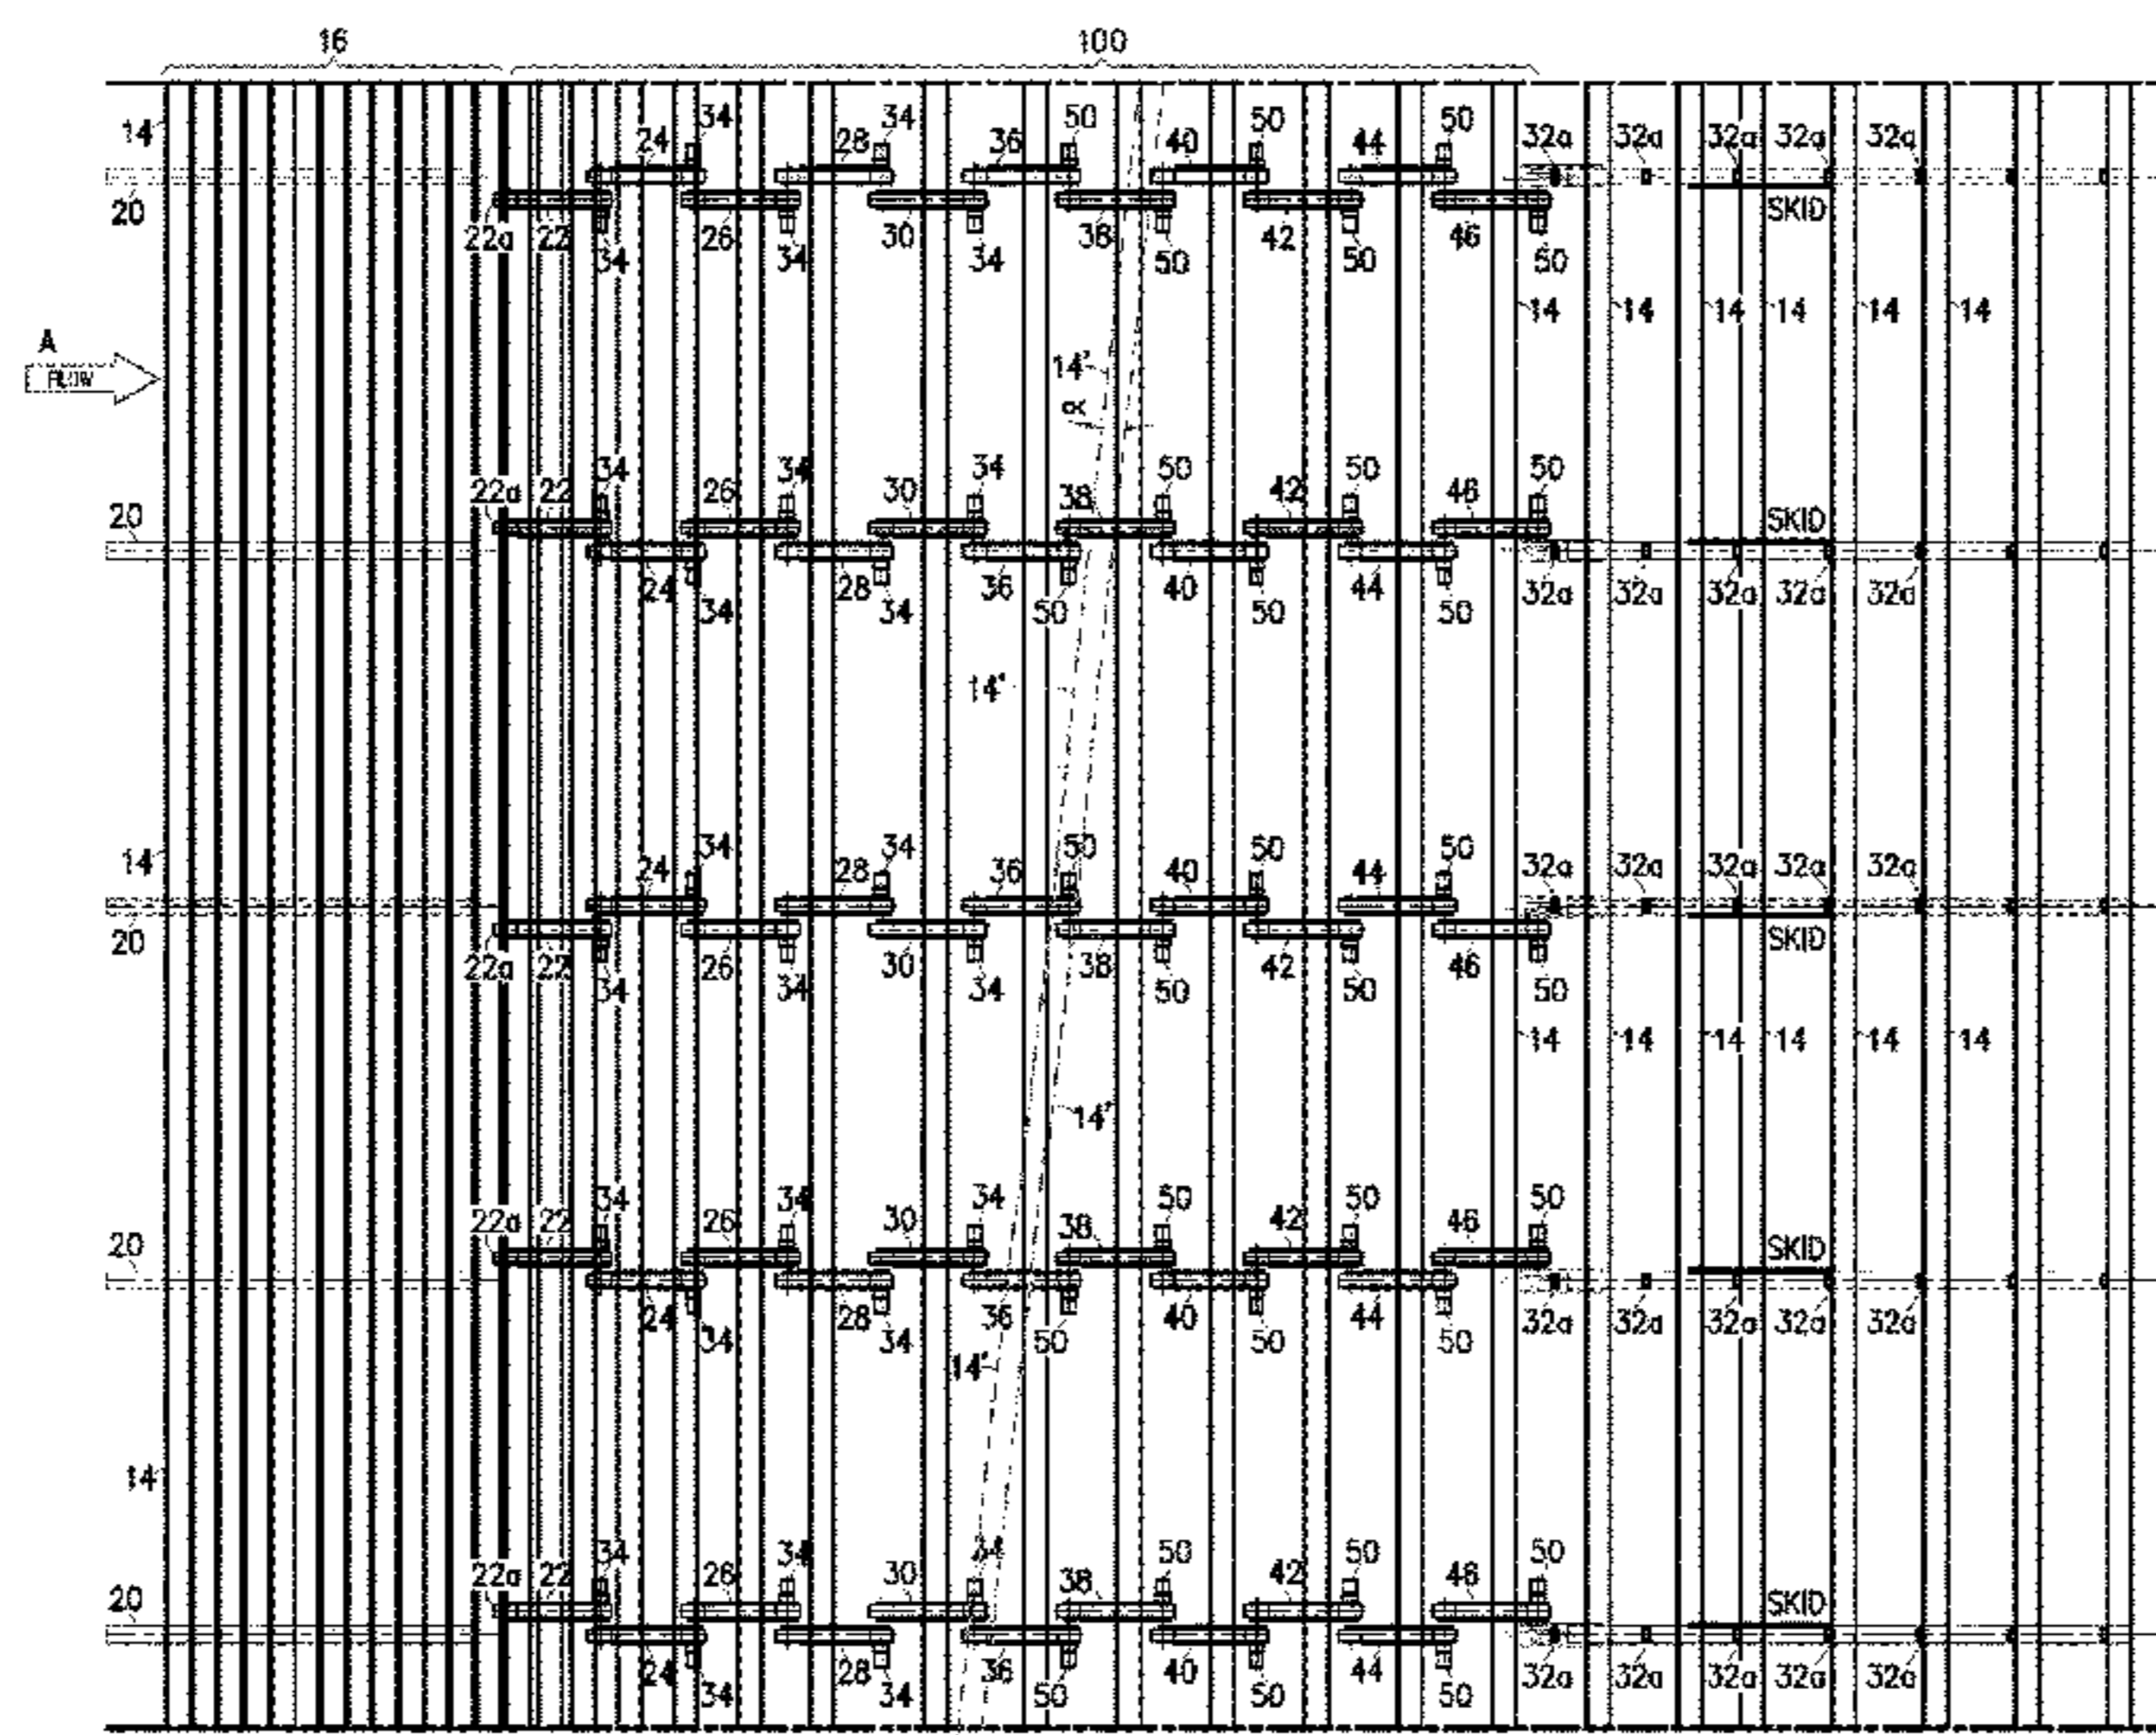 16 100
14 24 34 28 34 36 50 40 50 44 50 32a 32a 32a 32a 32a
20 22a 22 34 26 34 30 34 38 50 42 50 46 50 SKID
14 14 14 14 14 14
A
FLOW
14'
α
20 22a 22 34 26 34 30 34 38 50 42 50 46 50 SKID
24 34 28 34 36 50 40 50 44 50 32a 32a 32a 32a 32a
14'
14 24 34 28 34 36 50 40 50 44 50 32a 32a 32a 32a 32a
20 22a 22 34 26 34 30 34 38 50 42 50 46 50 SKID
14 14 14 14 14 14
14'
20 22a 22 34 26 34 30 34 38 50 42 50 46 50 SKID
24 34 28 34 36 50 40 50 44 50 32a 32a 32a 32a 32a
14'
14
20 22a 22 34 26 34 30 34 38 50 42 50 46 50 SKID
24 34 28 34 36 50 40 50 44 50 32a 32a 32a 32a 32a